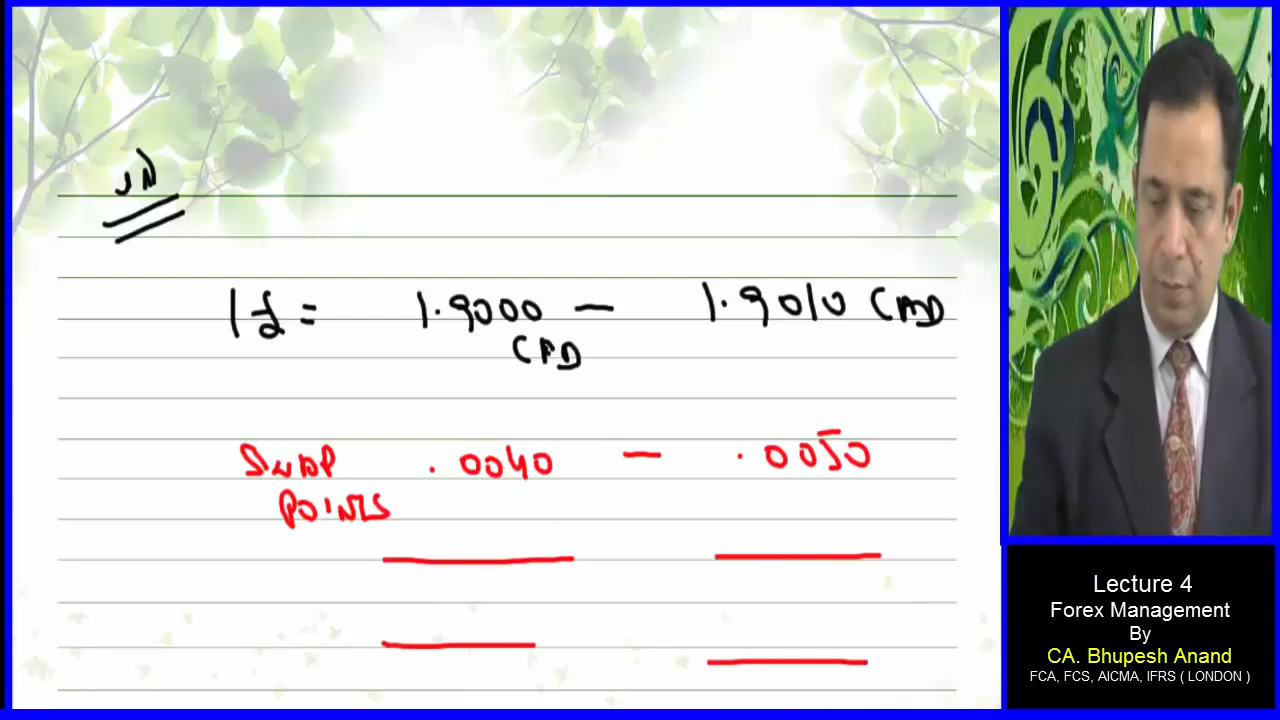 1£ = 1.9000 — 1.9010 CAD
CAD
SWAP .0040 — .0050
POINTS
Lecture 4
Forex Management
By
CA. Bhupesh Anand
FCA, FCS, AICMA, IFRS ( LONDON )